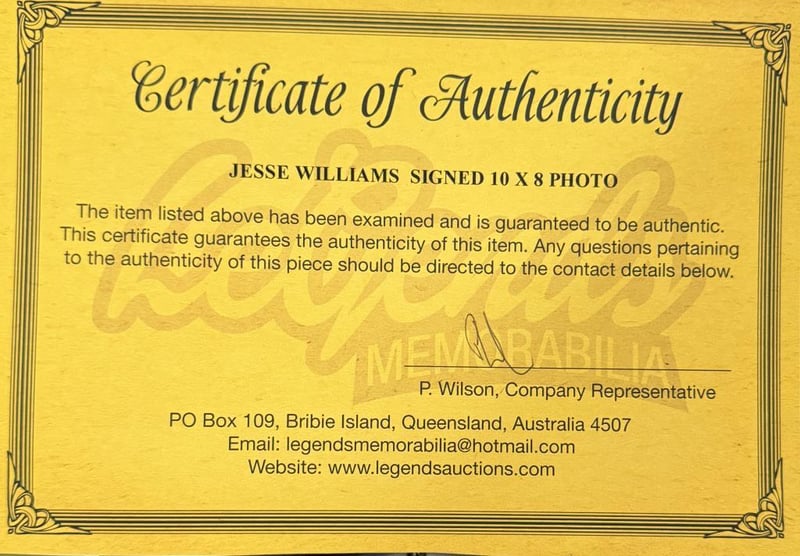 Certificate of Authenticity
JESSE WILLIAMS SIGNED 10 X 8 PHOTO
The item listed above has been examined and is guaranteed to be authentic.
This certificate guarantees the authenticity of this item. Any questions pertaining
to the authenticity of this piece should be directed to the contact details below.
Legends
MEMORABILIA
P. Wilson, Company Representative
PO Box 109, Bribie Island, Queensland, Australia 4507
Email: legendsmemorabilia@hotmail.com
Website: www.legendsauctions.com